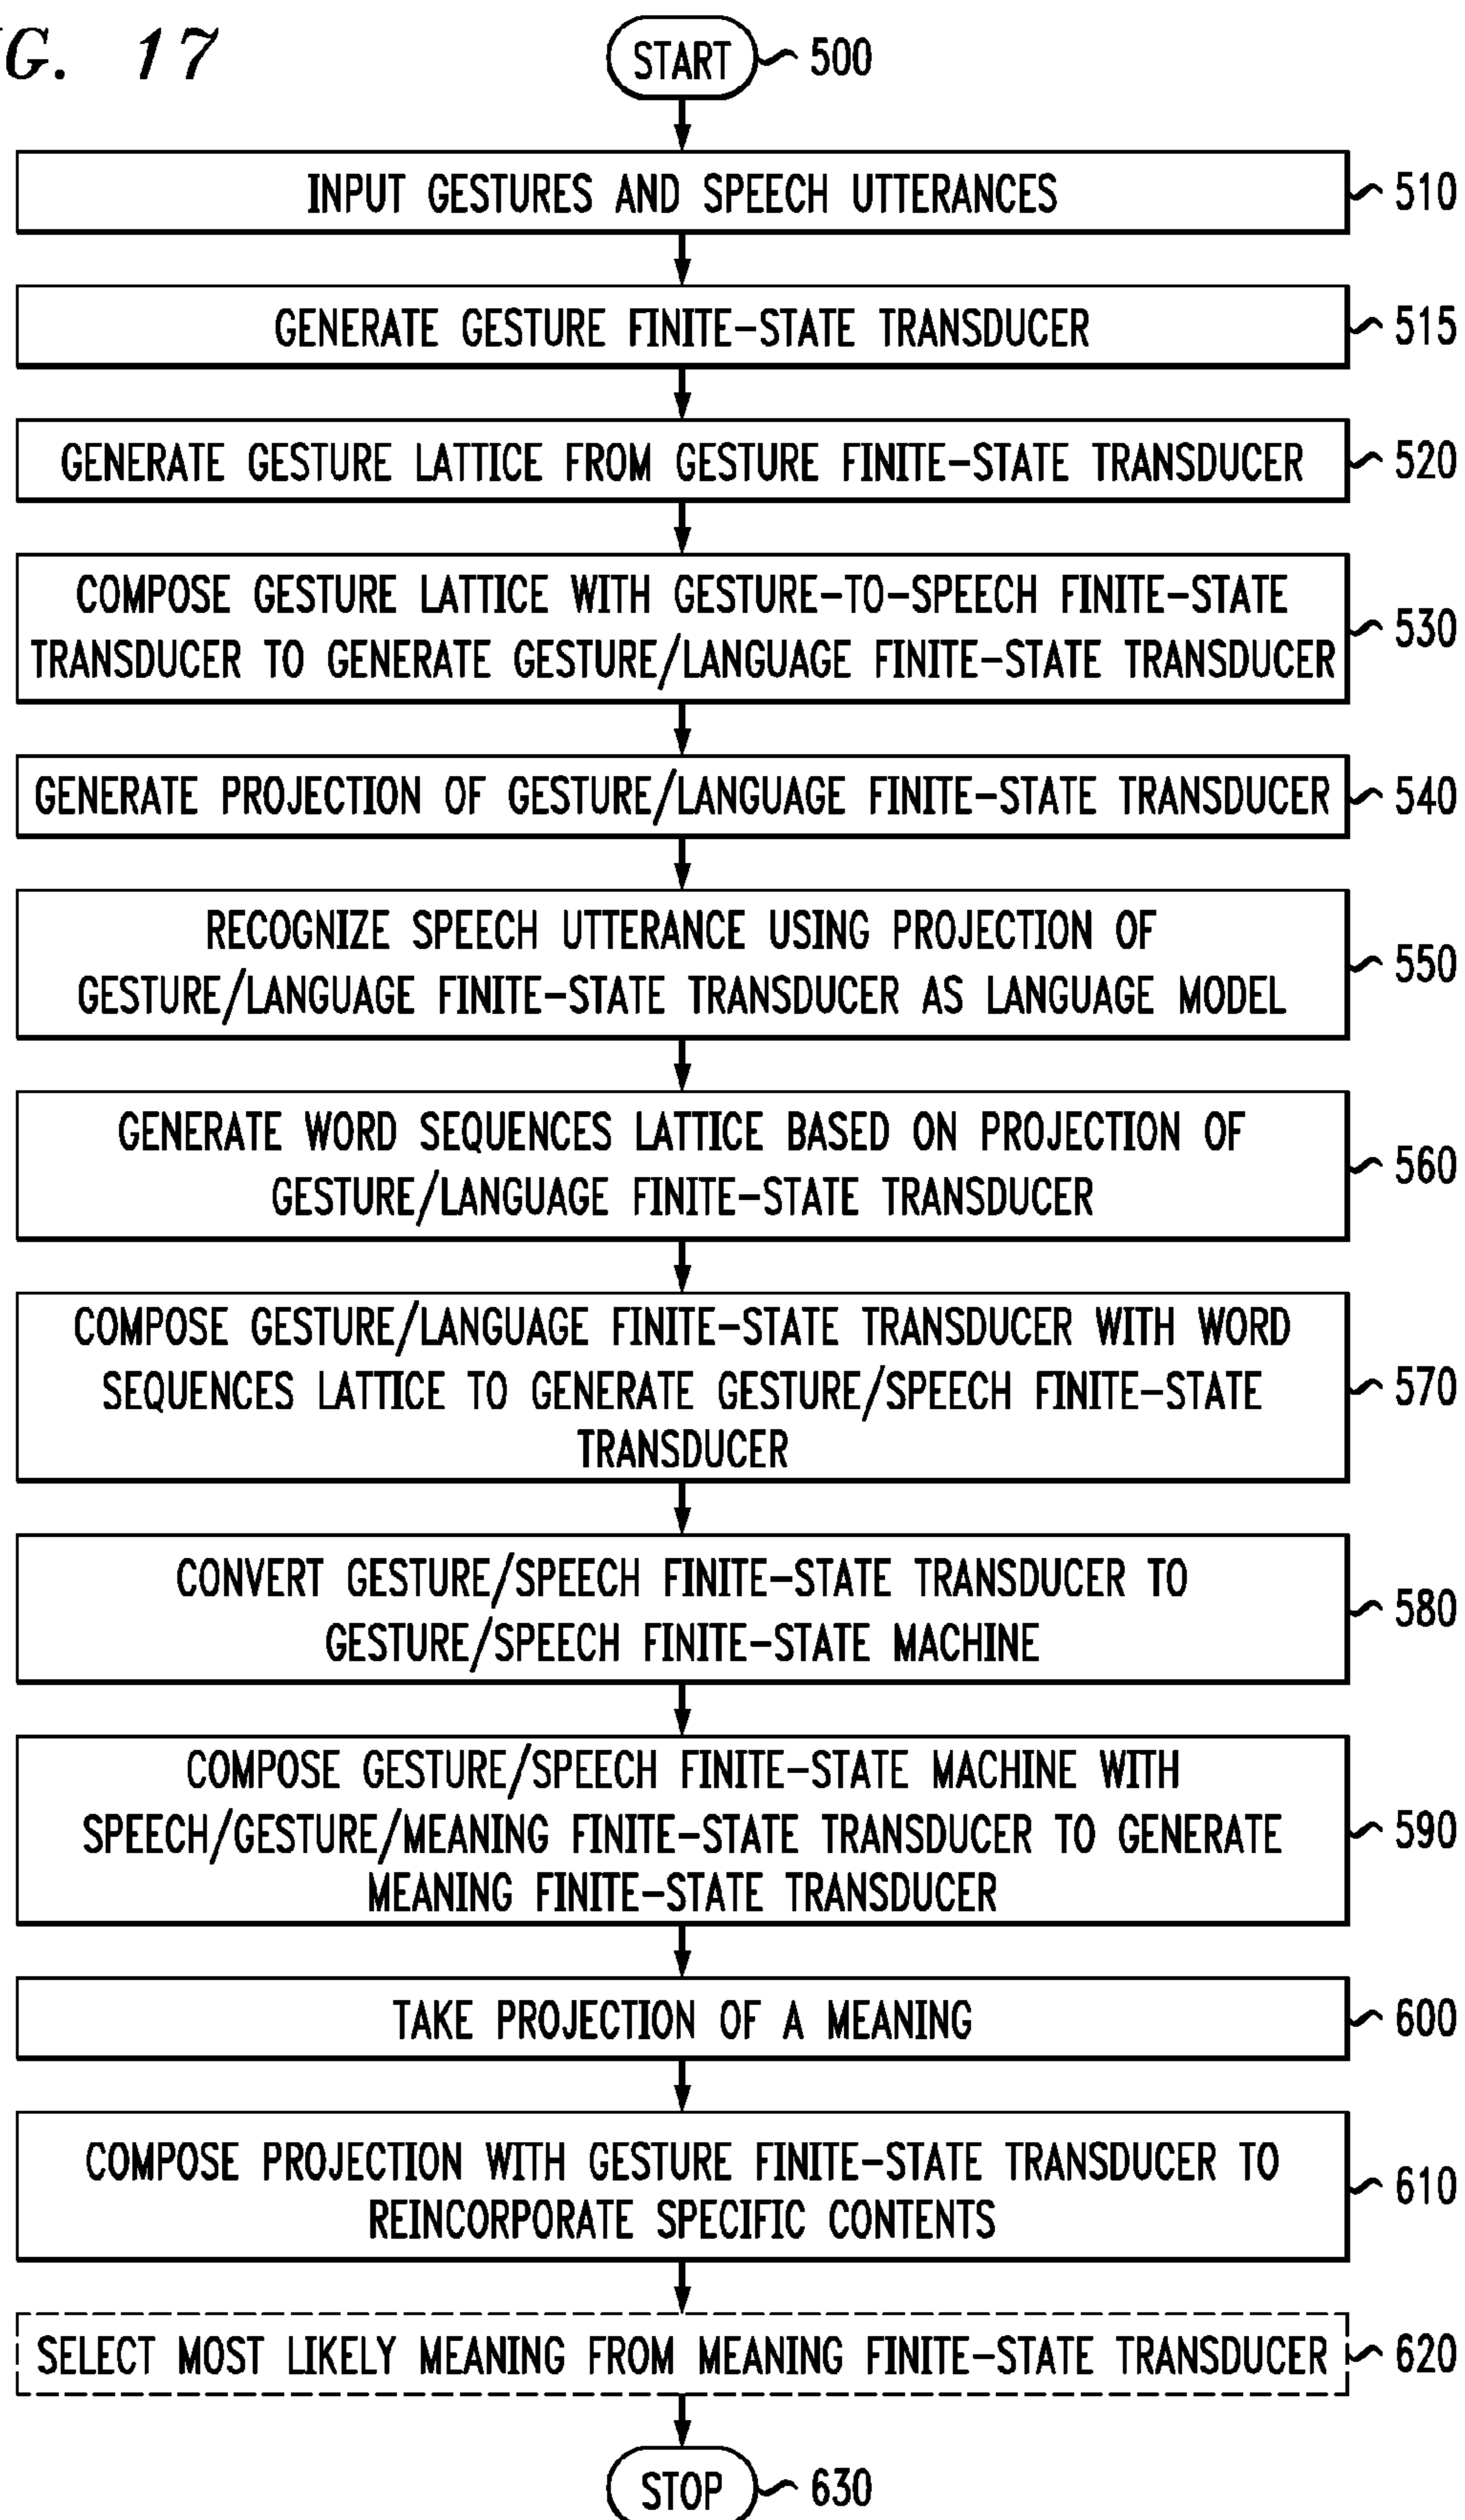 G. 17
START 500
INPUT GESTURES AND SPEECH UTTERANCES 510
GENERATE GESTURE FINITE-STATE TRANSDUCER 515
GENERATE GESTURE LATTICE FROM GESTURE FINITE-STATE TRANSDUCER 520
COMPOSE GESTURE LATTICE WITH GESTURE-TO-SPEECH FINITE-STATE
TRANSDUCER TO GENERATE GESTURE/LANGUAGE FINITE-STATE TRANSDUCER
530
GENERATE PROJECTION OF GESTURE/LANGUAGE FINITE-STATE TRANSDUCER 540
RECOGNIZE SPEECH UTTERANCE USING PROJECTION OF
GESTURE/LANGUAGE FINITE-STATE TRANSDUCER AS LANGUAGE MODEL
550
GENERATE WORD SEQUENCES LATTICE BASED ON PROJECTION OF
GESTURE/LANGUAGE FINITE-STATE TRANSDUCER
560
COMPOSE GESTURE/LANGUAGE FINITE-STATE TRANSDUCER WITH WORD
SEQUENCES LATTICE TO GENERATE GESTURE/SPEECH FINITE-STATE
TRANSDUCER
570
CONVERT GESTURE/SPEECH FINITE-STATE TRANSDUCER TO
GESTURE/SPEECH FINITE-STATE MACHINE
580
COMPOSE GESTURE/SPEECH FINITE-STATE MACHINE WITH
SPEECH/GESTURE/MEANING FINITE-STATE TRANSDUCER TO GENERATE
MEANING FINITE-STATE TRANSDUCER
590
TAKE PROJECTION OF A MEANING 600
COMPOSE PROJECTION WITH GESTURE FINITE-STATE TRANSDUCER TO
REINCORPORATE SPECIFIC CONTENTS
610
SELECT MOST LIKELY MEANING FROM MEANING FINITE-STATE TRANSDUCER 620
STOP 630